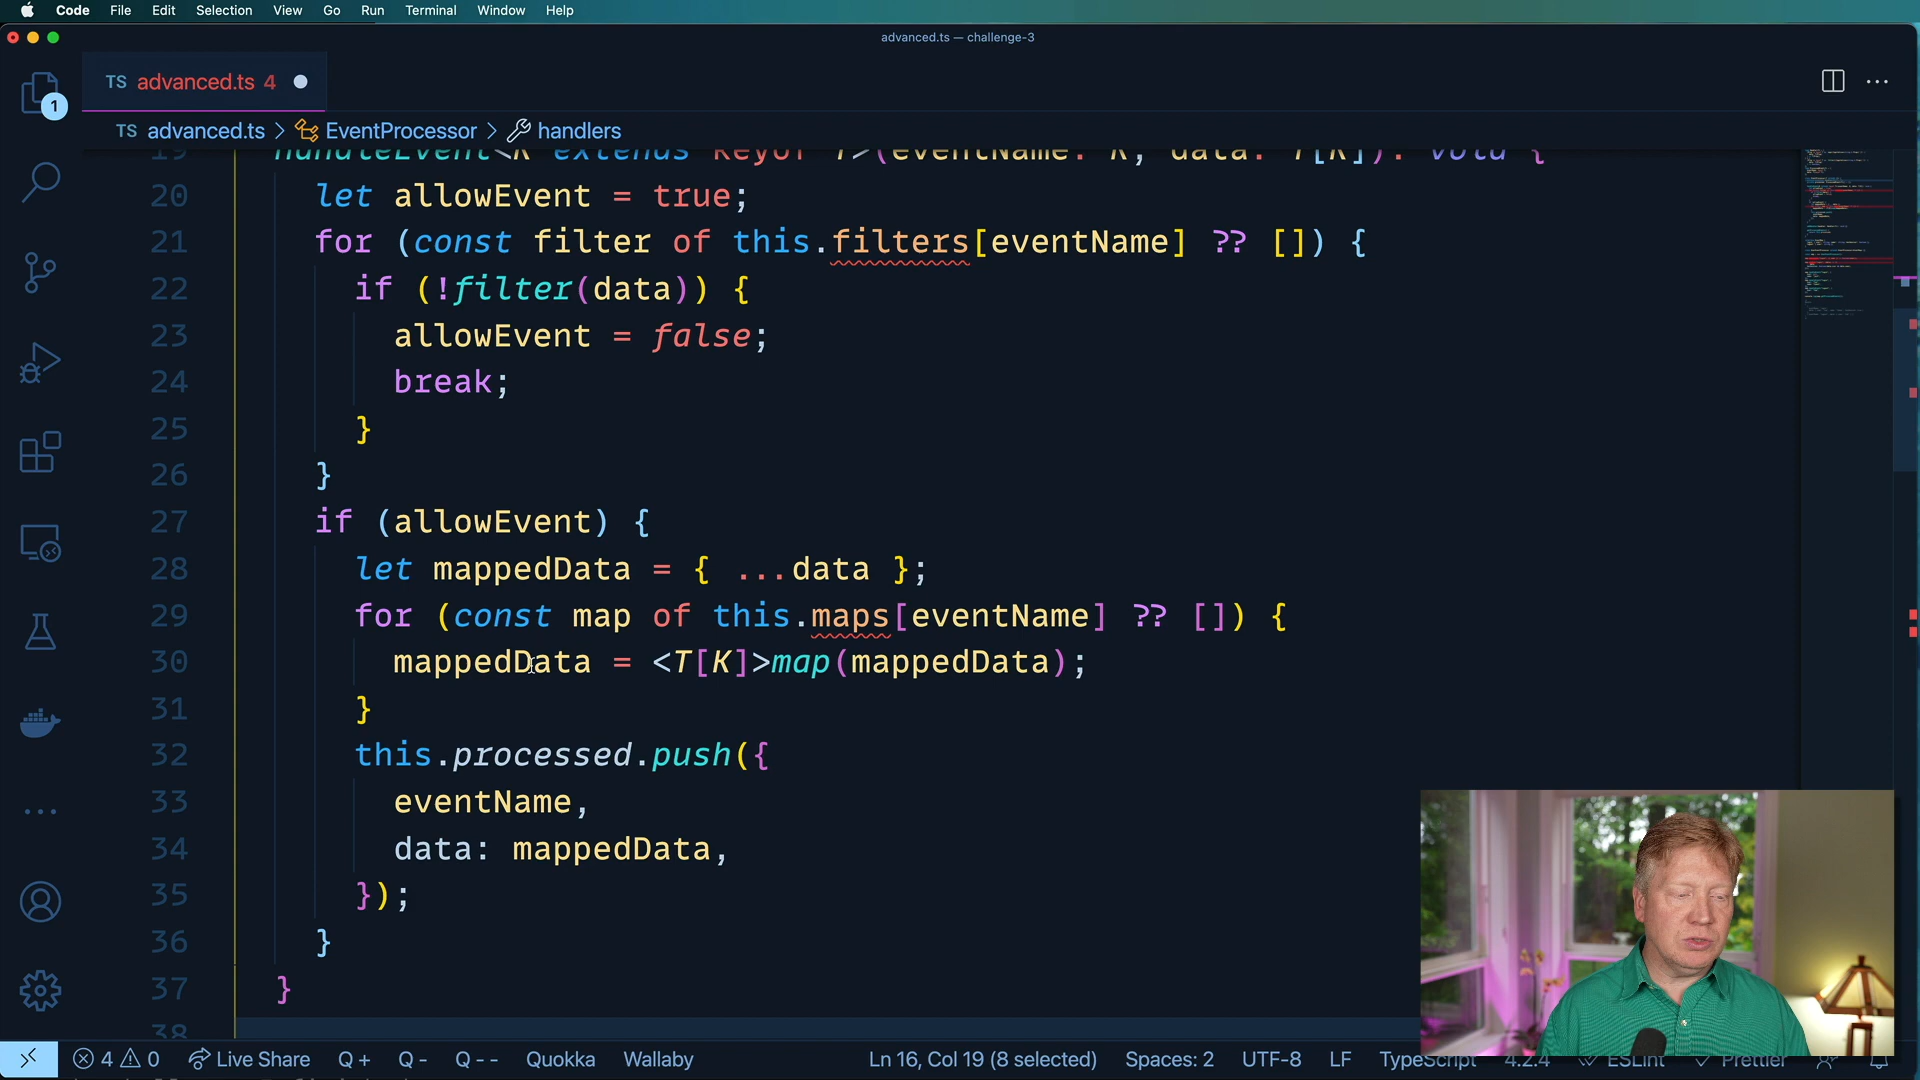 Code File Edit Selection View Go Run Terminal Window Help
advanced.ts — challenge-3
TS advanced.ts 4
1
TS advanced.ts > EventProcessor > handlers
19 handleEvent<K extends keyof T>(eventName: K, data: T[K]): void {
20 let allowEvent = true;
21 for (const filter of this.filters[eventName] ?? []) {
22 if (!filter(data)) {
23 allowEvent = false;
24 break;
25 }
26 }
27 if (allowEvent) {
28 let mappedData = { ...data };
29 for (const map of this.maps[eventName] ?? []) {
30 mappedData = <T[K]>map(mappedData);
31 }
32 this.processed.push({
33 eventName,
34 data: mappedData,
35 });
36 }
37 }
38
4 0 Live Share Q + Q - Q - - Quokka Wallaby Ln 16, Col 19 (8 selected) Spaces: 2 UTF-8 LF TypeScript 4.2.4 ESLint Prettier